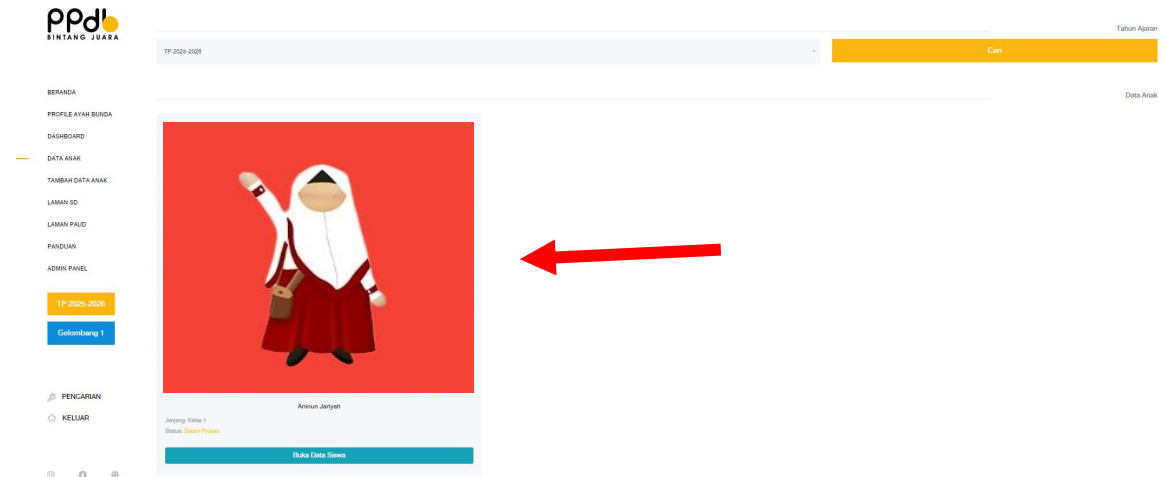 ppdb
BINTANG JUARA
Tahun Ajaran
TP 2025-2026
Cari
BERANDA
PROFILE AYAH BUNDA
DASHBOARD
DATA ANAK
TAMBAH DATA ANAK
LAMAN SD
LAMAN PAUD
PANDUAN
ADMIN PANEL
TP 2025-2026
Gelombang 1
PENCARIAN
KELUAR
Data Anak
Aninun Jariyah
Jenjang: Kelas 1
Status: Dalam Proses
Buka Data Siswa